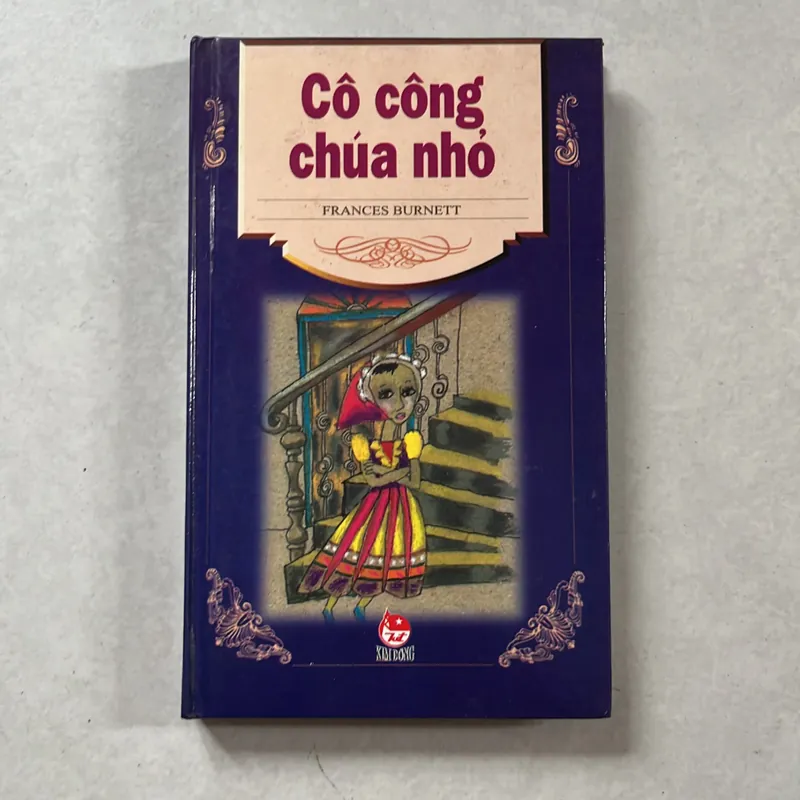 Cô công
chúa nhỏ
FRANCES BURNETT
KIM ĐỒNG